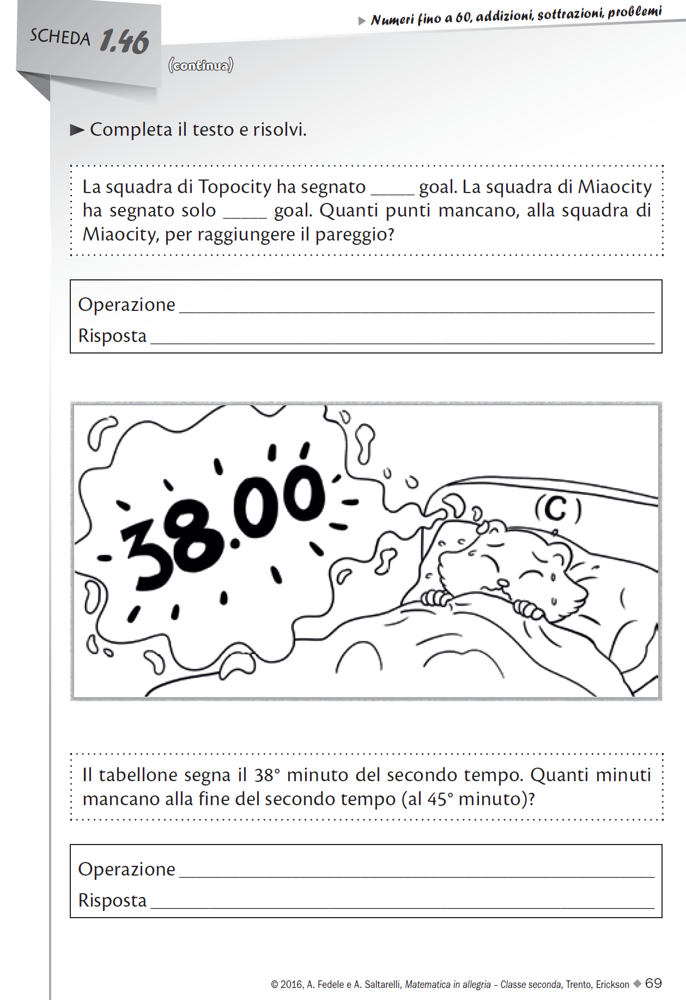 ▶ Numeri fino a 60, addizioni, sottrazioni, problemi
SCHEDA 1.46
(continua)
► Completa il testo e risolvi.
La squadra di Topocity ha segnato _____ goal. La squadra di Miaocity
ha segnato solo _____ goal. Quanti punti mancano, alla squadra di
Miaocity, per raggiungere il pareggio?
Operazione ______________________________
Risposta ______________________________
38.00
(C)
Il tabellone segna il 38° minuto del secondo tempo. Quanti minuti
mancano alla fine del secondo tempo (al 45° minuto)?
Operazione ______________________________
Risposta ______________________________
© 2016, A. Fedele e A. Saltarelli, Matematica in allegria – Classe seconda, Trento, Erickson ◆ 69